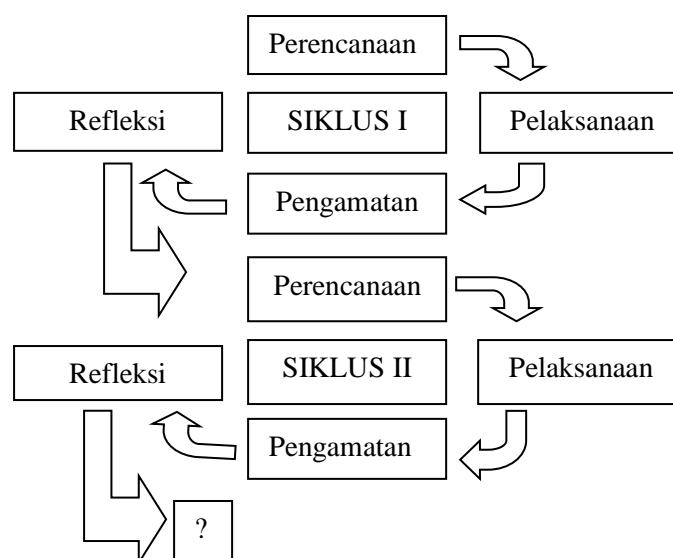 Perencanaan
Refleksi
SIKLUS I
Pelaksanaan
Pengamatan
Perencanaan
Refleksi
SIKLUS II
Pelaksanaan
Pengamatan
?